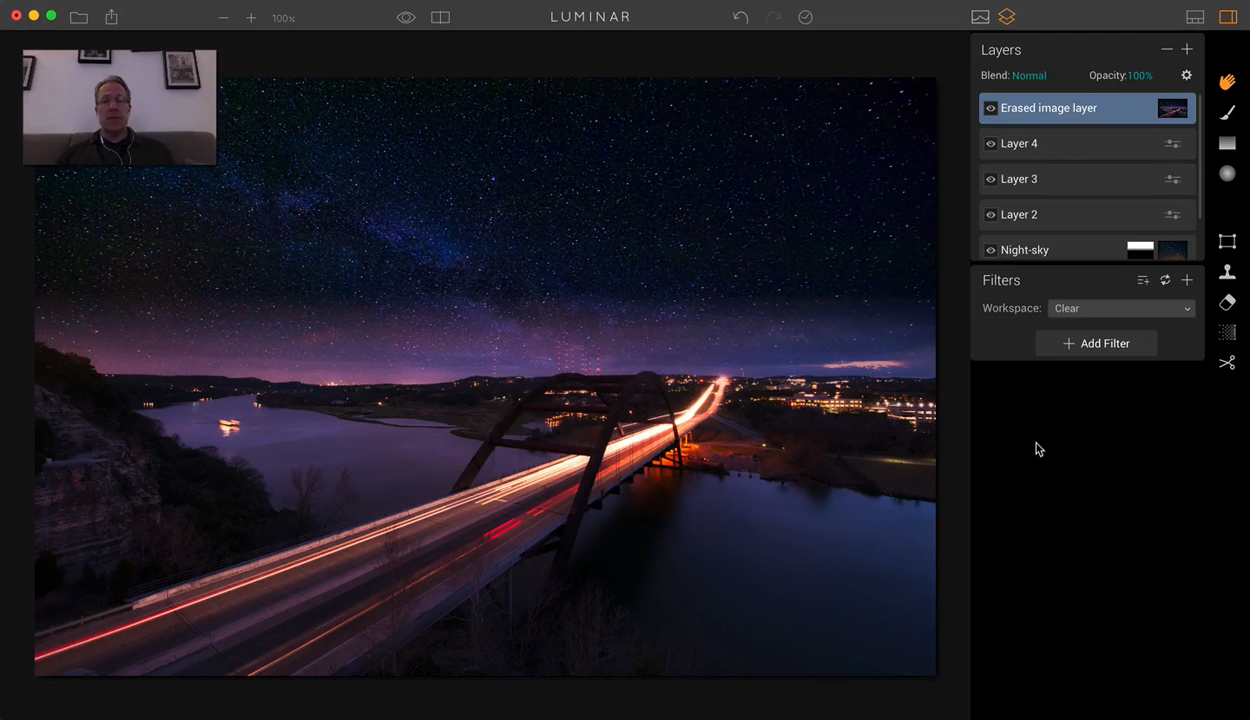 100%
LUMINAR
Layers
Blend: Normal Opacity:100%
Erased image layer
Layer 4
Layer 3
Layer 2
Night-sky
Filters
Workspace: Clear
Add Filter